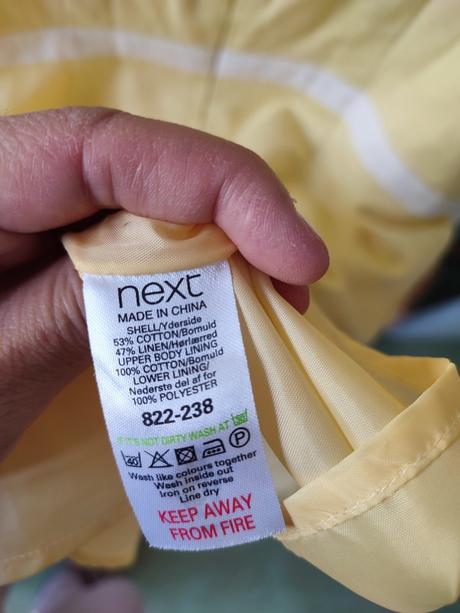 next
MADE IN CHINA
SHELL/Yderside
53% COTTON/Bomuld
47% LINEN/Hørlærred
UPPER BODY LINING
100% COTTON/Bomuld
LOWER LINING/
Nederste del af for
100% POLYESTER
822-238
IF IT'S NOT DIRTY WASH AT
40 P
Wash like colours together
Wash inside out
Iron on reverse
Line dry
KEEP AWAY
FROM FIRE